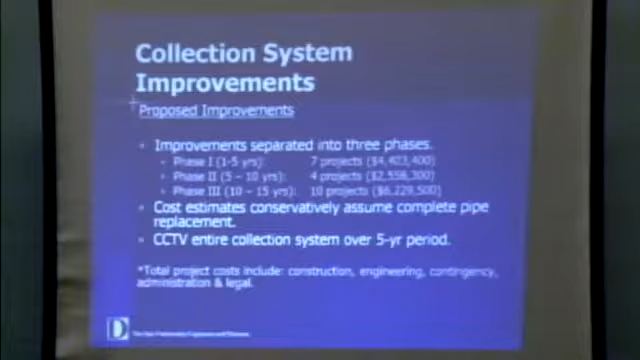 Collection System
Improvements
Proposed Improvements
Improvements separated into three phases.
Phase I (1-5 yrs): 7 projects ($4,403,400)
Phase II (5 – 10 yrs): 4 projects ($2,558,300)
Phase III (10 – 15 yrs): 10 projects ($6,229,500)
Cost estimates conservatively assume complete pipe
replacement.
CCTV entire collection system over 5-yr period.
*Total project costs include: construction, engineering, contingency,
administration & legal.
D